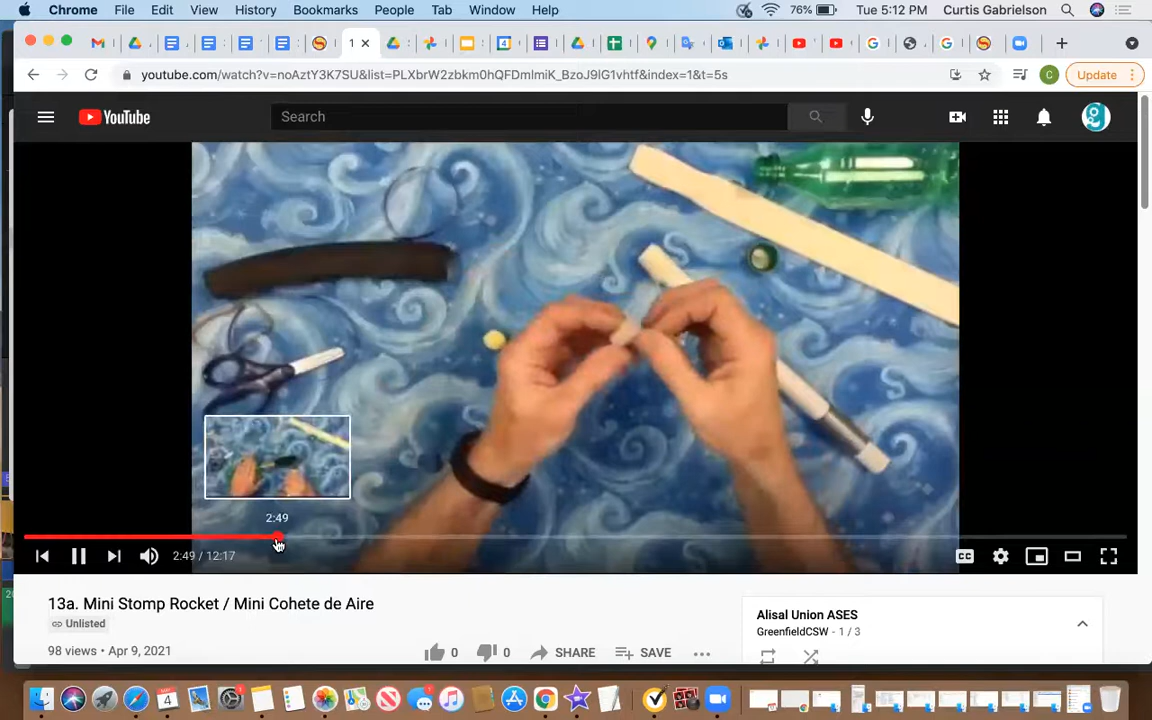 Chrome File Edit View History Bookmarks People Tab Window Help 76% Tue 5:12 PM Curtis Gabrielson
1
youtube.com/watch?v=noAztY3K7SU&list=PLXbrW2zbkm0hQFDmlmiK_BzoJ9lG1vhtf&index=1&t=5s
C Update
YouTube
Search
2:49
2:49 / 12:17
CC
13a. Mini Stomp Rocket / Mini Cohete de Aire
Unlisted
98 views • Apr 9, 2021
0 0 SHARE SAVE
Alisal Union ASES
GreenfieldCSW - 1 / 3